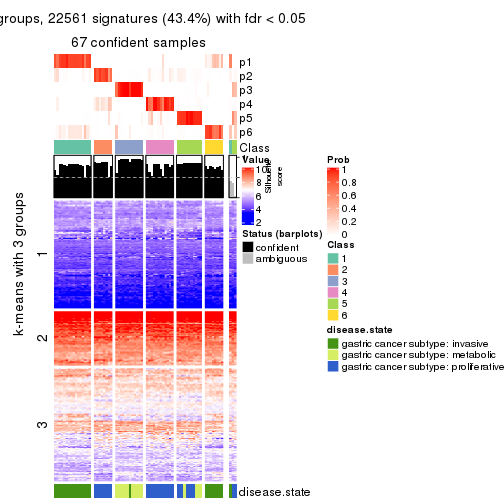 groups, 22561 signatures (43.4%) with fdr < 0.05
67 confident samples
p1
p2
p3
p4
p5
p6
Class
Silhouette
score
k-means with 3 groups
1
2
3
disease.state
Value
10
8
6
4
2
Status (barplots)
confident
ambiguous
Prob
1
0.8
0.6
0.4
0.2
0
Class
1
2
3
4
5
6
disease.state
gastric cancer subtype: invasive
gastric cancer subtype: metabolic
gastric cancer subtype: proliferative